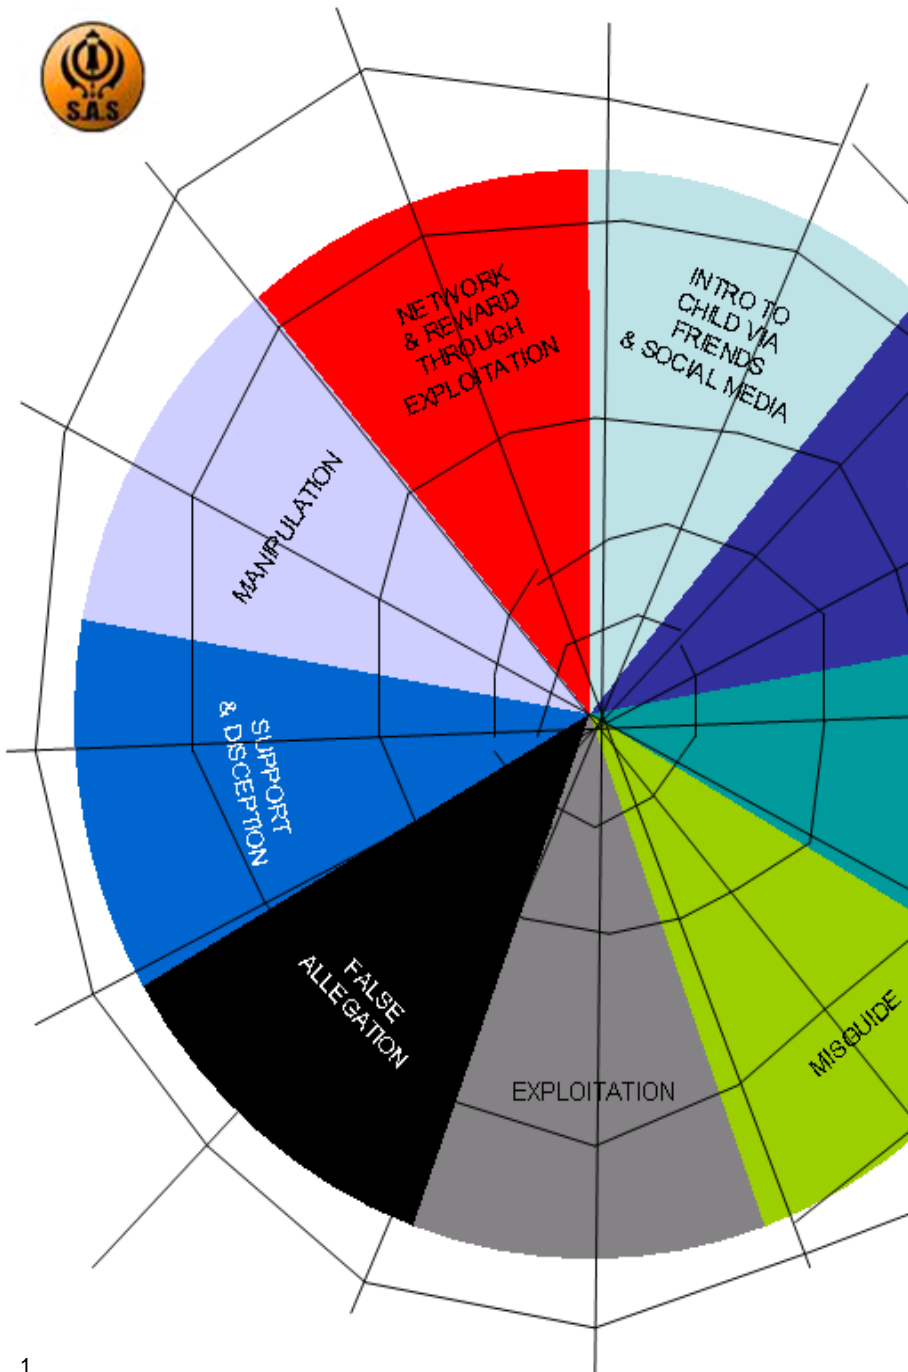 S.A.S
NETWORK
& REWARD
THROUGH
EXPLOITATION
INTRO TO
CHILD VIA
FRIENDS
& SOCIAL MEDIA
MANIPULATION
SUPPORT
& DISCEPTION
FALSE
ALLEGATION
EXPLOITATION
MISGUIDE
1